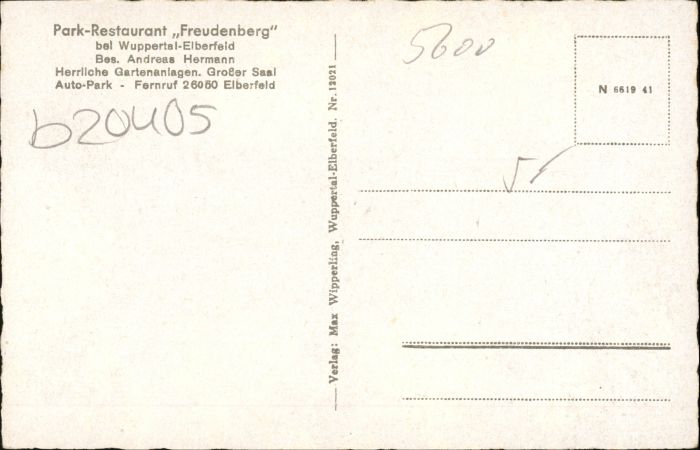 Park-Restaurant „Freudenberg"
bei Wuppertal-Elberfeld
Bes. Andreas Hermann
Herrliche Gartenanlagen. Großer Saal
Auto-Park - Fernruf 26050 Elberfeld
b20405
Verlag: Max Wipperling, Wuppertal-Elberfeld. Nr. 12021
5600
N 6619 41